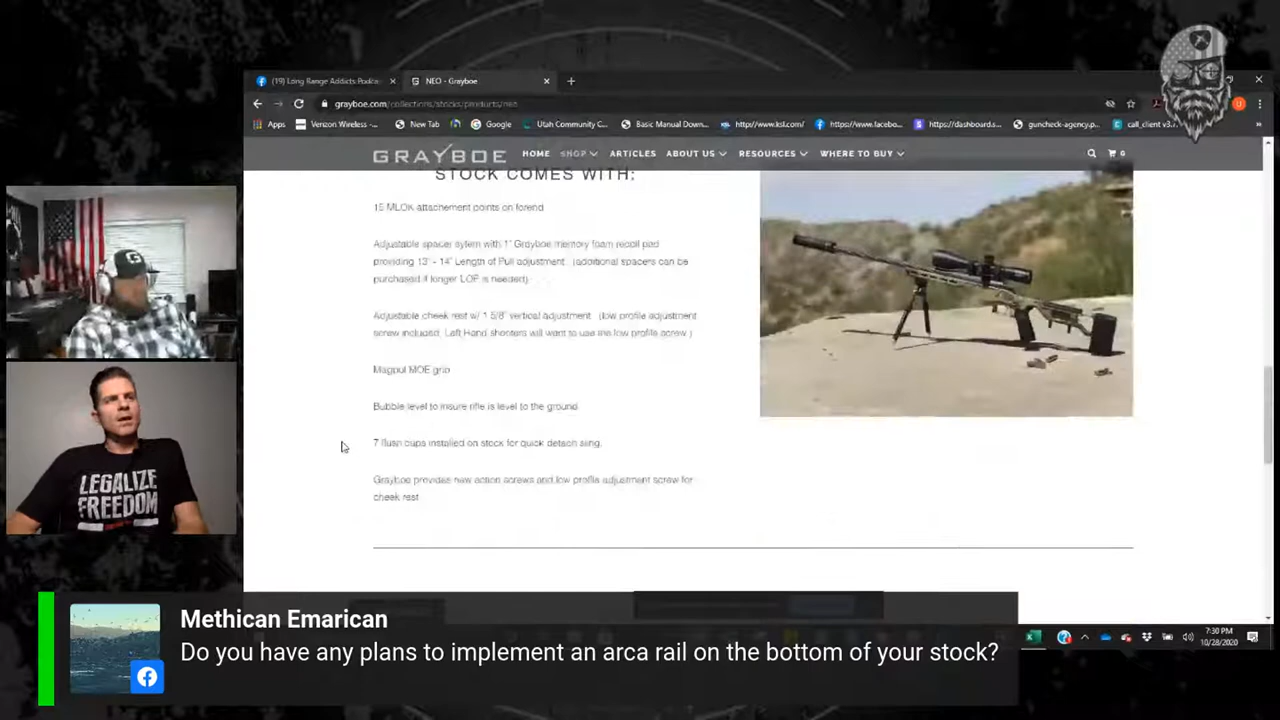 (19) Long Range Addicts Podca
NEO - Grayboe
grayboe.com/collections/stocks/products/neo
Apps
Verizon Wireless -...
New Tab
Google
Utah Community C...
Basic Manual Down...
http://www.ksl.com/
https://www.facebo...
https://dashboard.s...
guncheck-agency.p...
call_client v3.7
GRAYBOE
HOME
SHOP
ARTICLES
ABOUT US
RESOURCES
WHERE TO BUY
0
STOCK COMES WITH:
15 MLOK attachement points on forend
Adjustable spacer sytem with 1" Grayboe memory foam recoil pad
providing 13" - 14" Length of Pull adjustment. (additional spacers can be
purchased if longer LOP is needed)
Adjustable cheek rest w/ 1 5/8" vertical adjustment. (low profile adjustment
screw included. Left Hand shooters will want to use the low profile screw.)
Magpul MOE grip
Bubble level to insure rifle is level to the ground
7 flush cups installed on stock for quick detach sling.
Grayboe provides new action screws and low profile adjustment screw for
cheek rest
LEGALIZE
FREEDOM
7:30 PM
10/28/2020
Methican Emarican
Do you have any plans to implement an arca rail on the bottom of your stock?